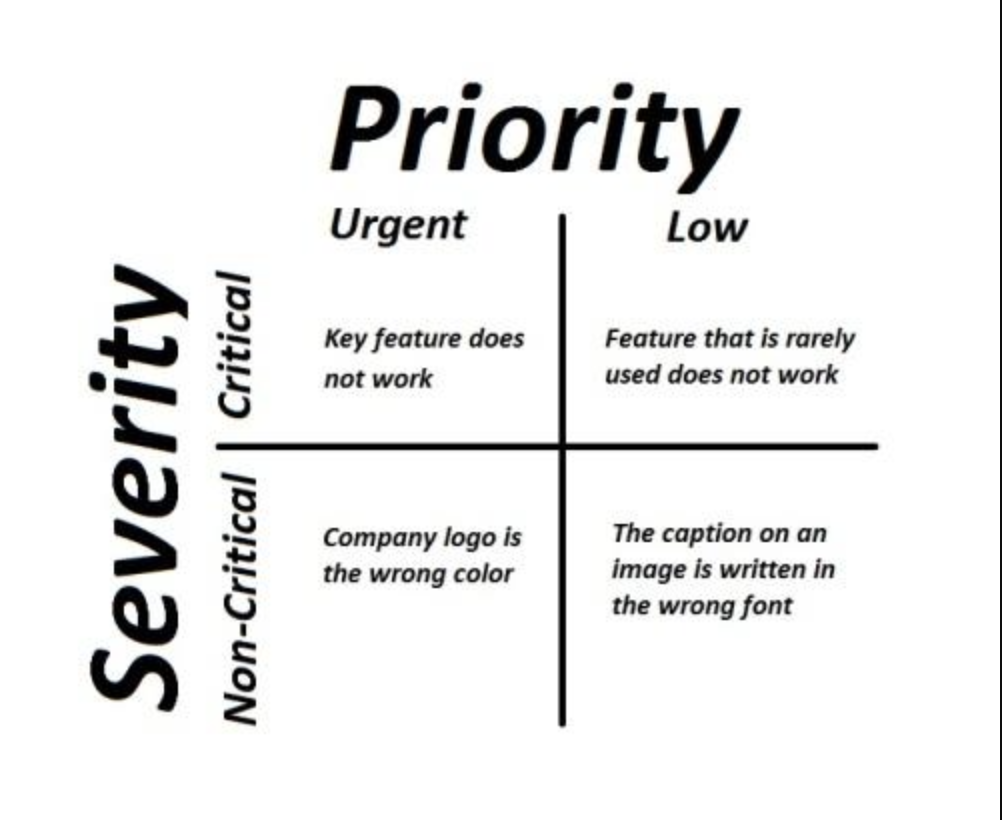 Priority
Urgent
Low
Severity
Critical
Key feature does
not work
Feature that is rarely
used does not work
Non-Critical
Company logo is
the wrong color
The caption on an
image is written in
the wrong font